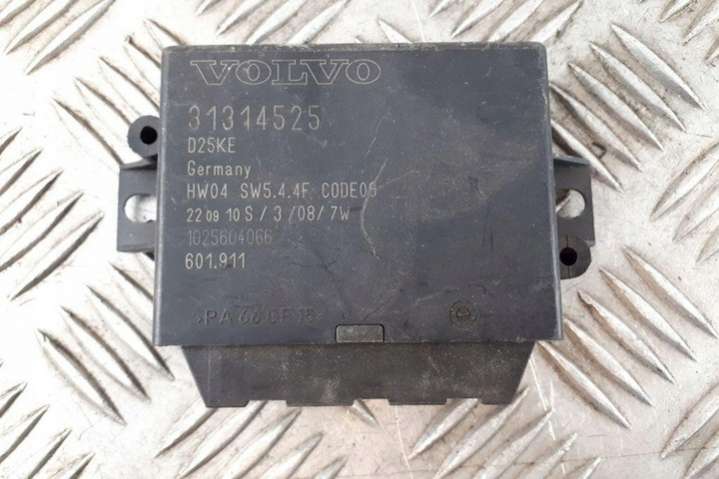 VOLVO
31314525
D25KE
Germany
HW04 SW5.4.4F CODE05
22 09 10 S / 3 /08/ 7W
1025604066
601.911